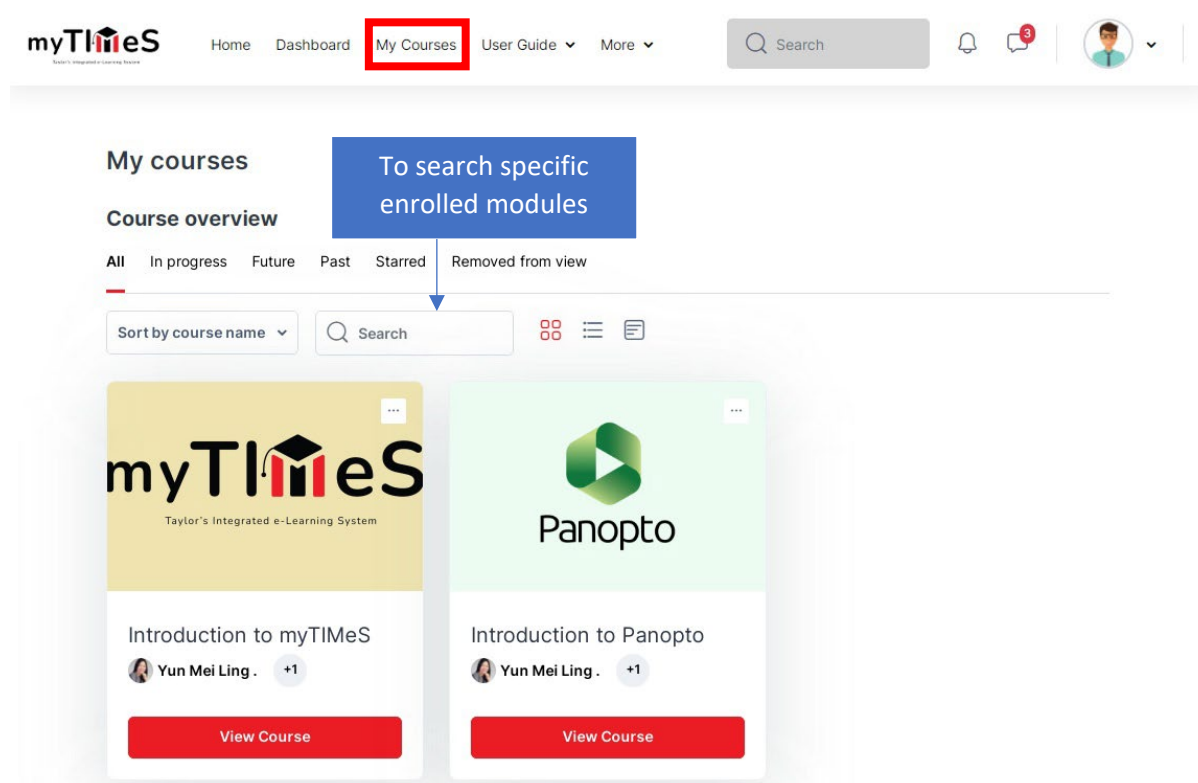 myTIMeS
Taylor's Integrated e-Learning System
Home Dashboard My Courses User Guide More Search 3
My courses
To search specific
enrolled modules
Course overview
All In progress Future Past Starred Removed from view
Sort by course name Search
myTIMeS
Taylor's Integrated e-Learning System
Panopto
Introduction to myTIMeS
Yun Mei Ling . +1
View Course
Introduction to Panopto
Yun Mei Ling . +1
View Course